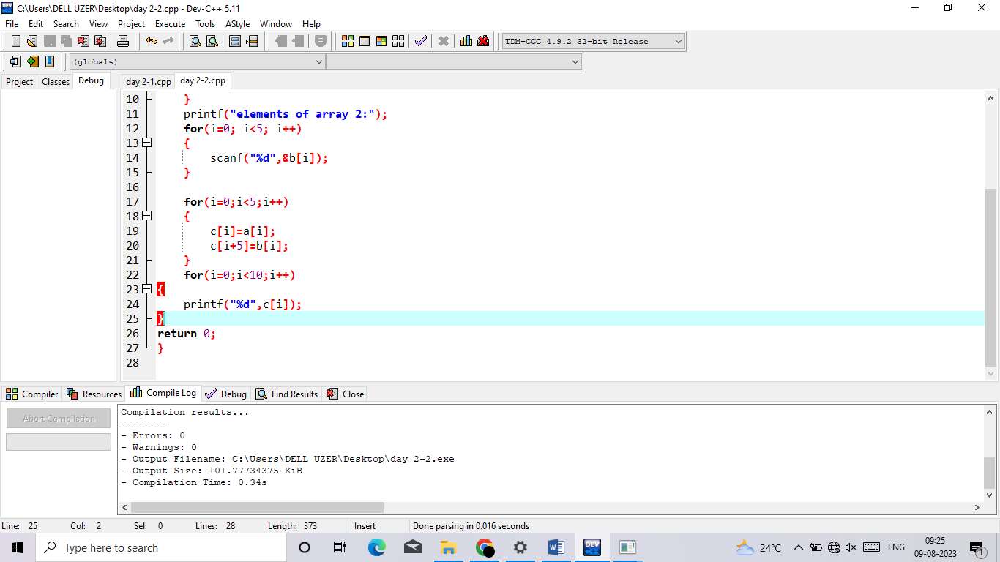 C:\Users\DELL UZER\Desktop\day 2-2.cpp - Dev-C++ 5.11
File Edit Search View Project Execute Tools AStyle Window Help
TDM-GCC 4.9.2 32-bit Release
(globals)
Project Classes Debug day 2-1.cpp day 2-2.cpp
10 }
11 printf("elements of array 2:");
12 for(i=0; i<5; i++)
13 {
14 scanf("%d",&b[i]);
15 }
16
17 for(i=0;i<5;i++)
18 {
19 c[i]=a[i];
20 c[i+5]=b[i];
21 }
22 for(i=0;i<10;i++)
23 {
24 printf("%d",c[i]);
25 }
26 return 0;
27 }
28
Compiler Resources Compile Log Debug Find Results Close
Abort Compilation
Compilation results...
--------
- Errors: 0
- Warnings: 0
- Output Filename: C:\Users\DELL UZER\Desktop\day 2-2.exe
- Output Size: 101.77734375 KiB
- Compilation Time: 0.34s
Line: 25 Col: 2 Sel: 0 Lines: 28 Length: 373 Insert Done parsing in 0.016 seconds
Type here to search
DEV
C++
24°C
ENG
09:25
09-08-2023
1